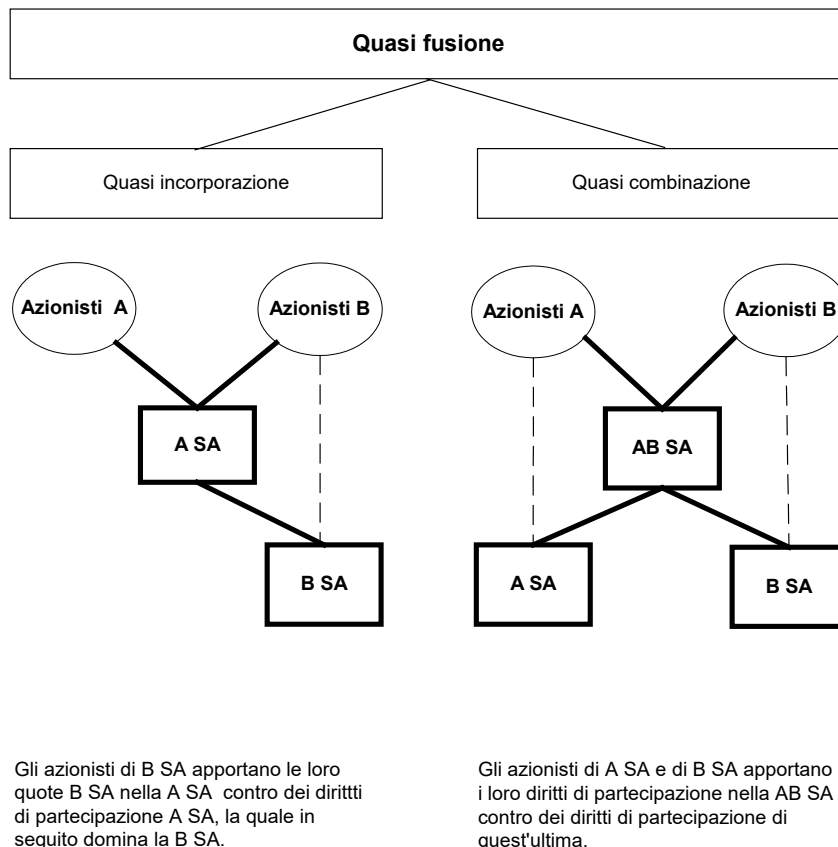 Quasi fusione
Quasi incorporazione
Quasi combinazione
Azionisti A
Azionisti B
Azionisti A
Azionisti B
A SA
AB SA
B SA
A SA
B SA
Gli azionisti di B SA apportano le loro
quote B SA nella A SA contro dei dirittti
di partecipazione A SA, la quale in
seguito domina la B SA.
Gli azionisti di A SA e di B SA apportano
i loro diritti di partecipazione nella AB SA
contro dei diritti di partecipazione di
quest'ultima.